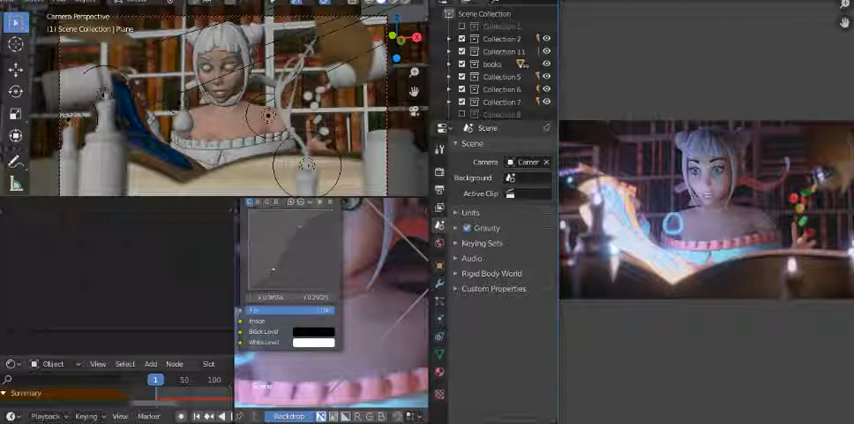 Camera Perspective
(1) Scene Collection | Plane
Scene Collection
Collection 2
Collection 11
books
Collection 5
Collection 6
Collection 7
Collection 8
Scene
Scene
Camera
Background
Active Clip
Units
Gravity
Keying Sets
Audio
Rigid Body World
Custom Properties
Image
Black Level
White Level
Object
View
Select
Add
Node
Slot
1
50
100
Summary
Playback
Keying
View
Marker
Backdrop
R G B